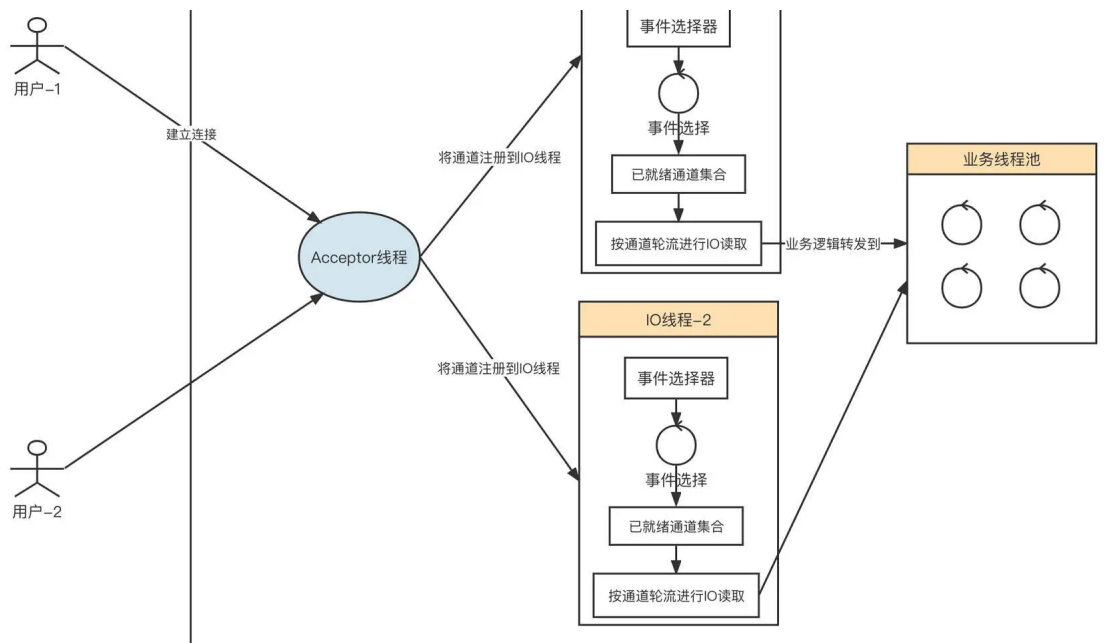 用户-1
建立连接
Acceptor线程
用户-2
将通道注册到IO线程
将通道注册到IO线程
事件选择器
事件选择
已就绪通道集合
按通道轮流进行IO读取
业务逻辑转发到
IO线程-2
事件选择器
事件选择
已就绪通道集合
按通道轮流进行IO读取
业务线程池